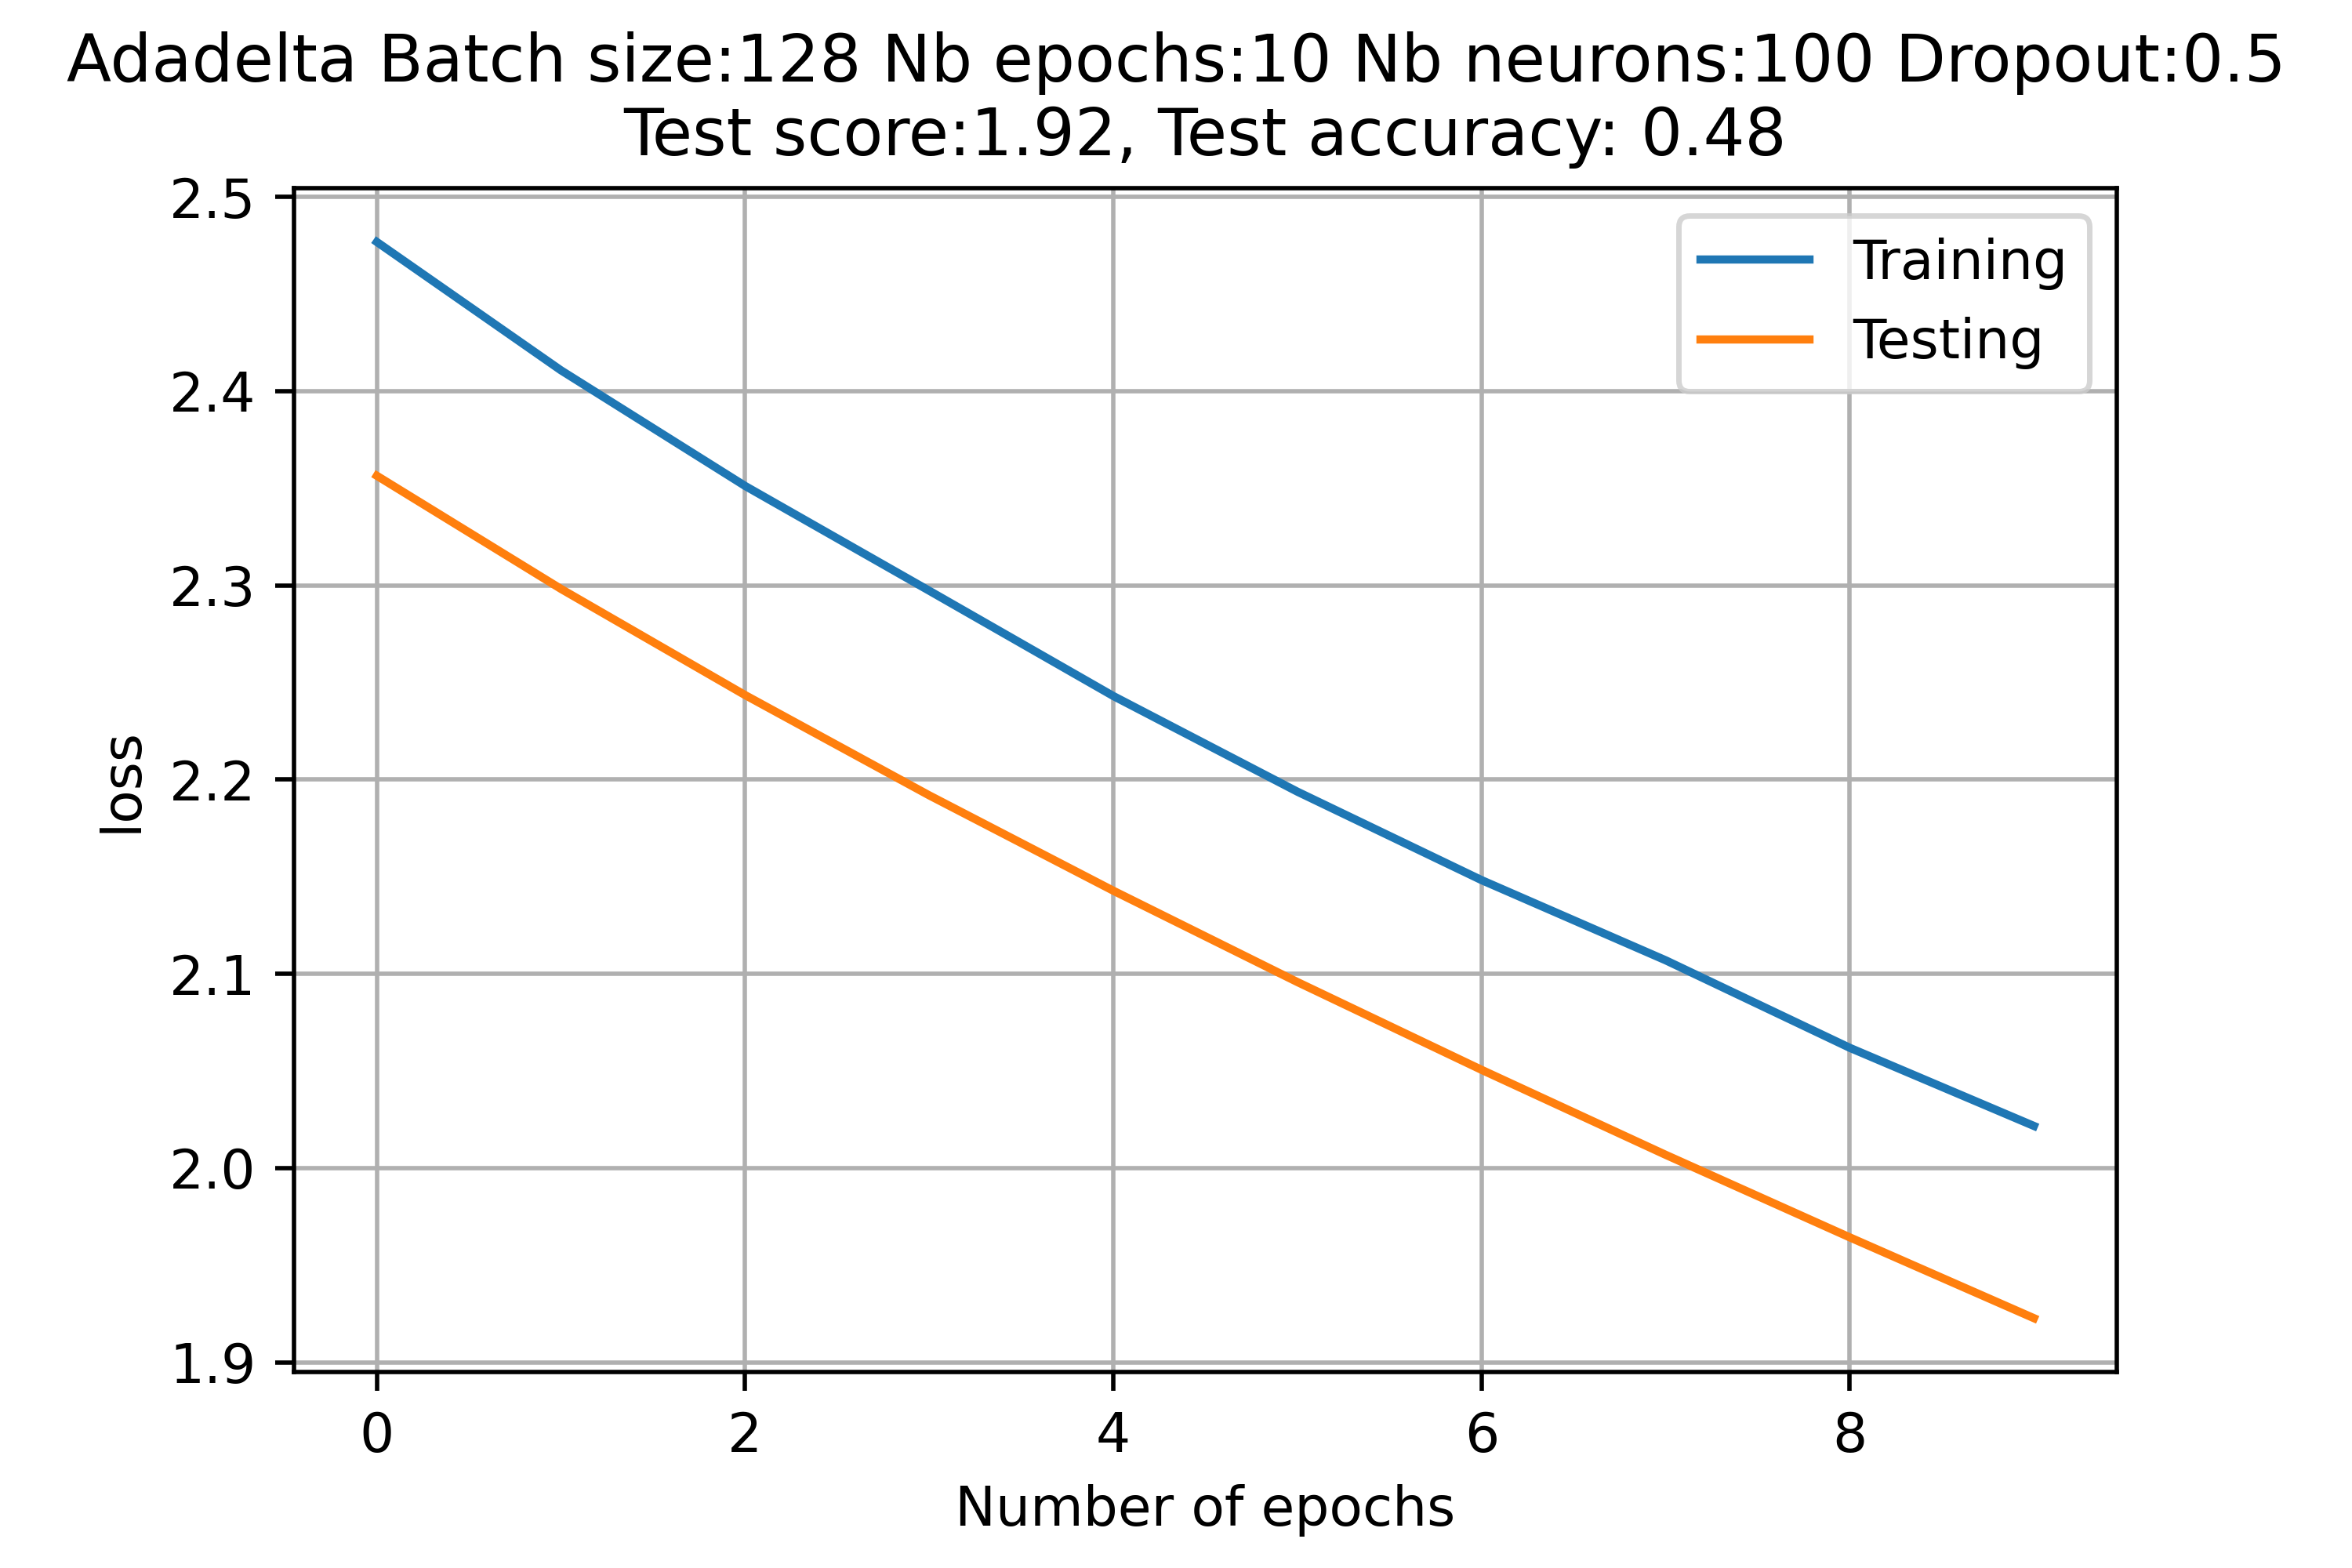 Adadelta Batch size:128 Nb epochs:10 Nb neurons:100 Dropout:0.5
Test score:1.92, Test accuracy: 0.48
Training
Testing
2.5
2.4
2.3
2.2
2.1
2.0
1.9
loss
0 2 4 6 8
Number of epochs